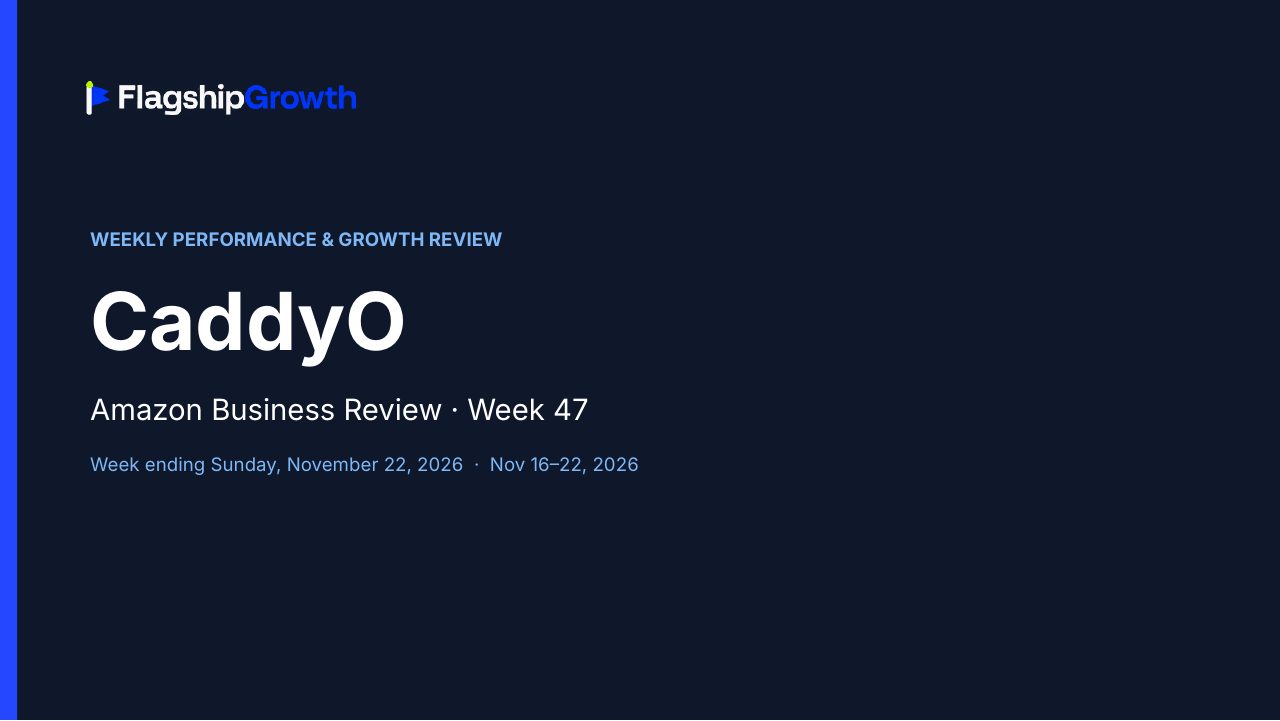 FlagshipGrowth
WEEKLY PERFORMANCE & GROWTH REVIEW
CaddyO
Amazon Business Review · Week 47
Week ending Sunday, November 22, 2026 · Nov 16–22, 2026